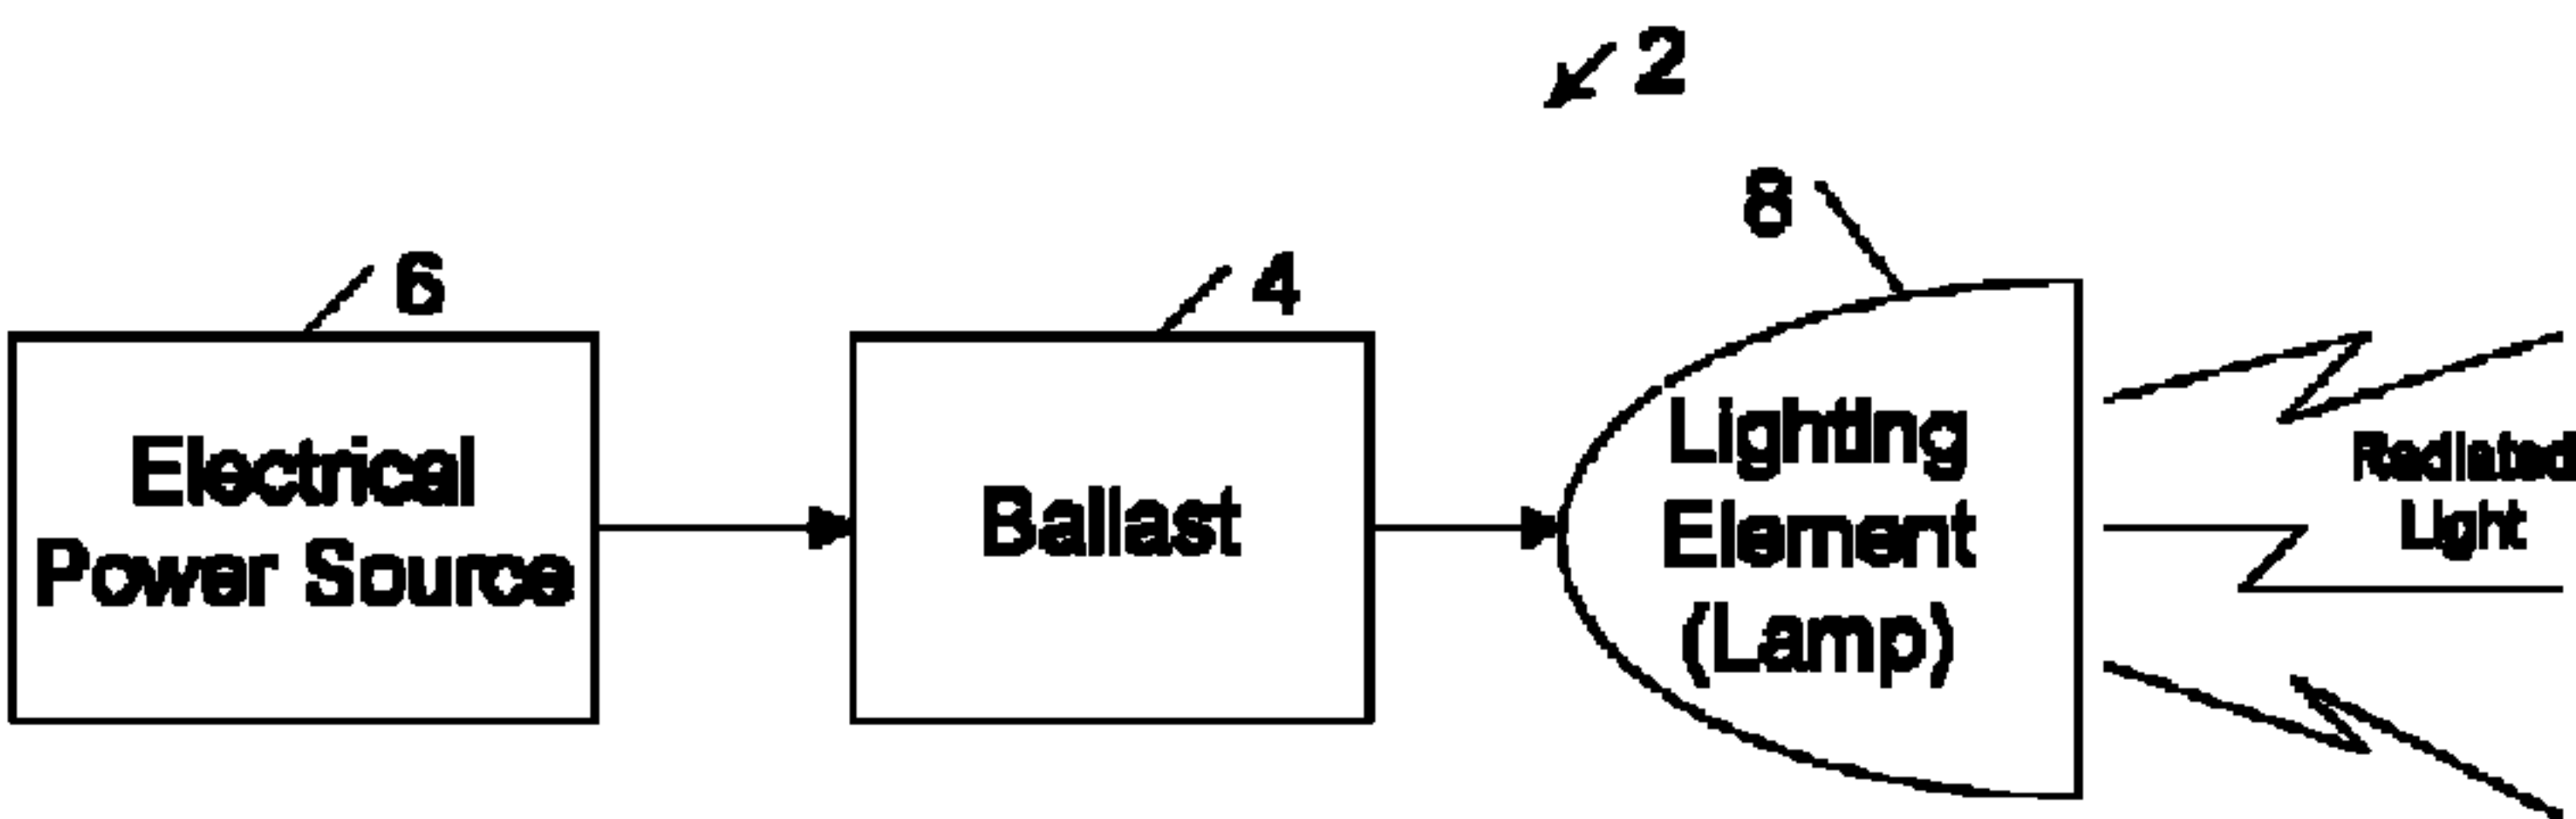 2
8
6
4
Electrical
Power Source
Ballast
Lighting
Element
(Lamp)
Radiated
Light